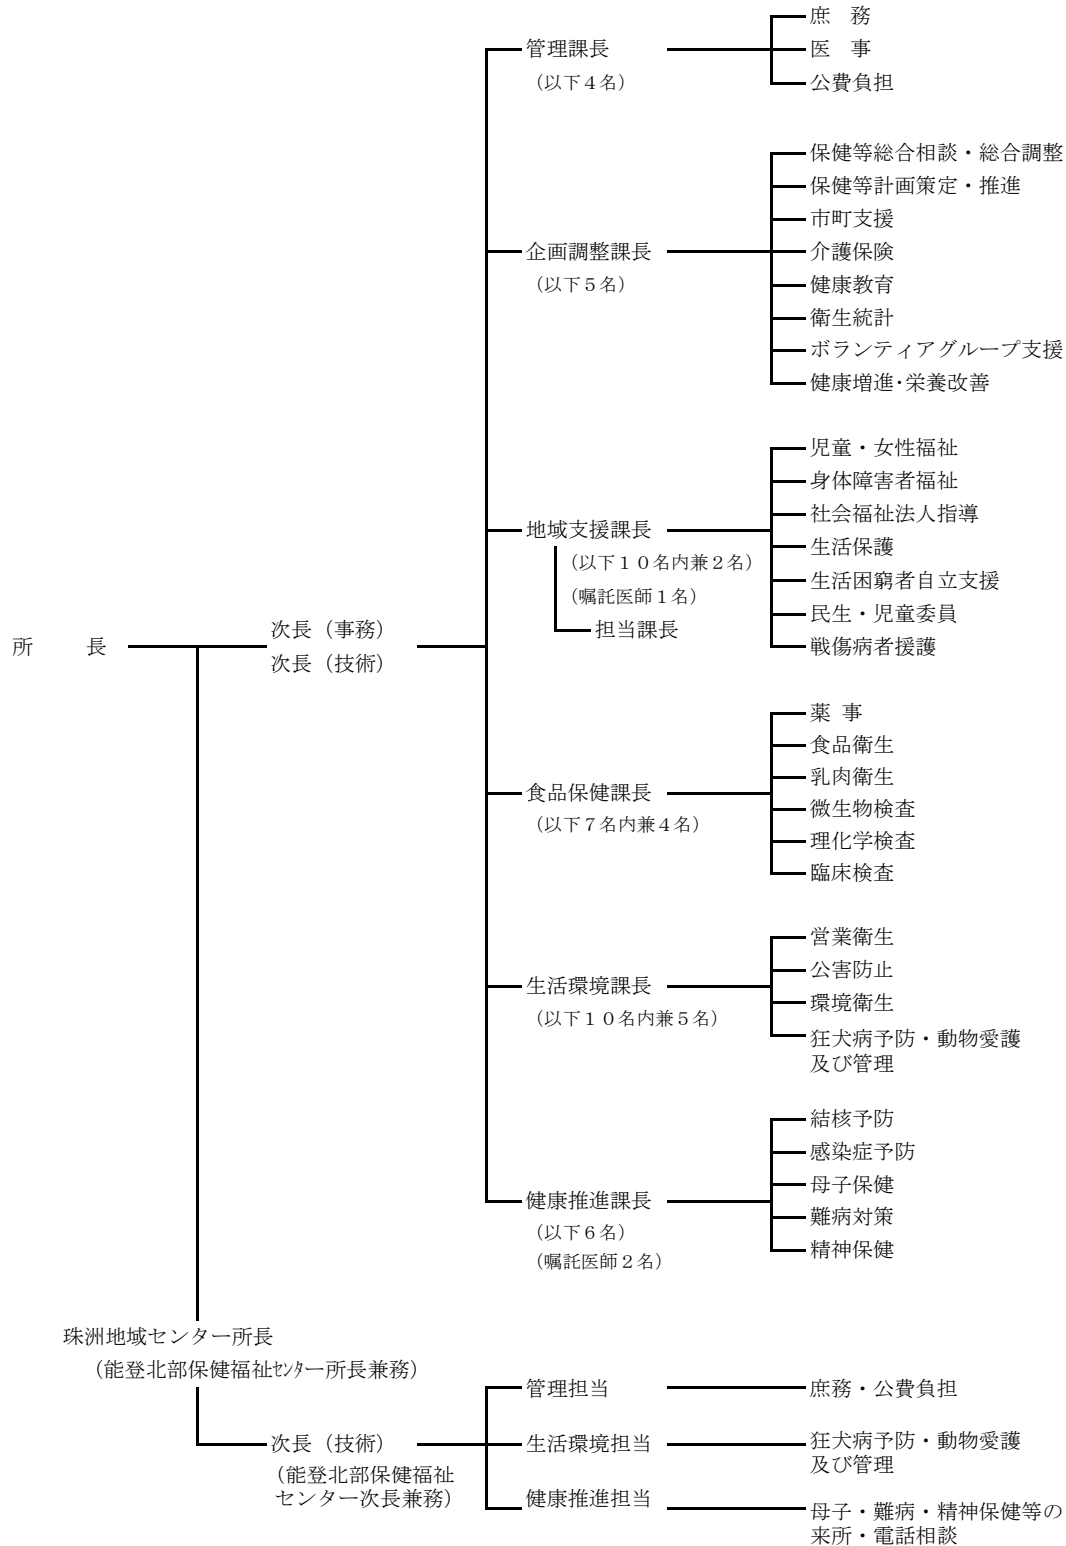 庶　務
管理課長
医　事
（以下４名）
公費負担
保健等総合相談・総合調整
保健等計画策定・推進
市町支援
企画調整課長
介護保険
（以下５名）
健康教育
衛生統計
ボランティアグループ支援
健康増進･栄養改善
児童・女性福祉
身体障害者福祉
社会福祉法人指導
地域支援課長
生活保護
（以下１０名内兼２名）
生活困窮者自立支援
（嘱託医師１名）
民生・児童委員
担当課長
戦傷病者援護
所　　長
次長（事務）
次長（技術）
薬 事
食品衛生
乳肉衛生
食品保健課長
微生物検査
（以下７名内兼４名）
理化学検査
臨床検査
営業衛生
公害防止
生活環境課長
環境衛生
（以下１０名内兼５名）
狂犬病予防・動物愛護
及び管理
結核予防
感染症予防
母子保健
健康推進課長
難病対策
（以下６名）
精神保健
（嘱託医師２名）
珠洲地域センター所長
（能登北部保健福祉ｾﾝﾀｰ所長兼務）
管理担当
庶務・公費負担
次長（技術）
生活環境担当
狂犬病予防・動物愛護
及び管理
（能登北部保健福祉
センター次長兼務）
健康推進担当
母子・難病・精神保健等の
来所・電話相談